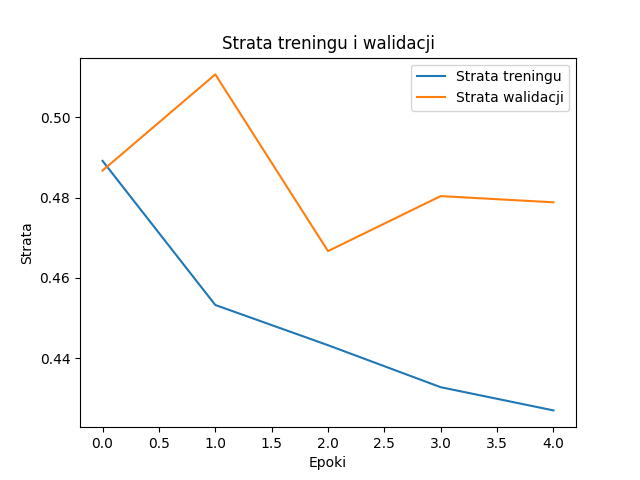 Strata treningu i walidacji
Strata treningu
Strata walidacji
0.50
0.48
0.46
0.44
Strata
0.0 0.5 1.0 1.5 2.0 2.5 3.0 3.5 4.0
Epoki